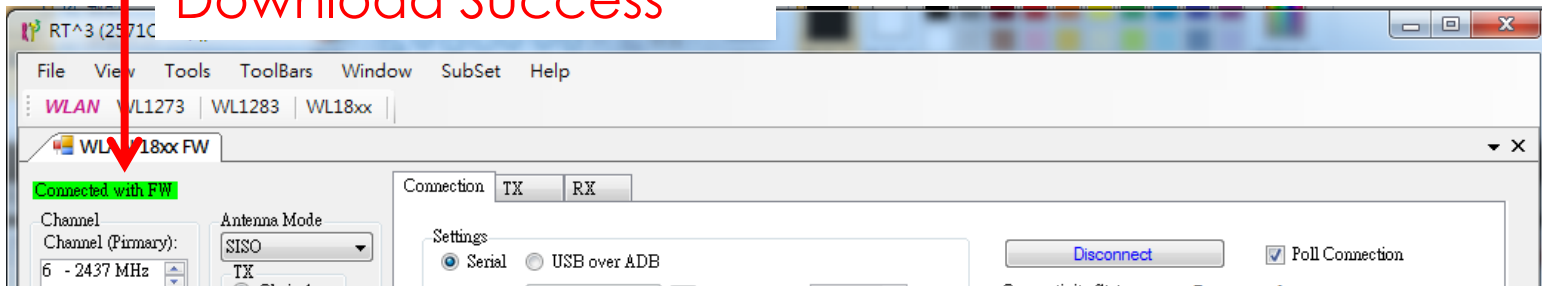 Download Success
RT^3 (2571
File View Tools ToolBars Window SubSet Help
WLAN WL1273 WL1283 WL18xx
18xx FW
Connected with FW
Connection TX RX
Channel
Antenna Mode
Channel (Pirmary):
SISO
Settings
Serial USB over ADB
Disconnect
Poll Connection
6 - 2437 MHz
TX